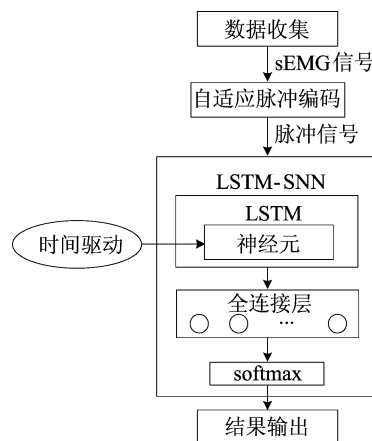 数据收集
sEMG信号
自适应脉冲编码
脉冲信号
LSTM-SNN
LSTM
时间驱动
神经元
全连接层
...
softmax
结果输出